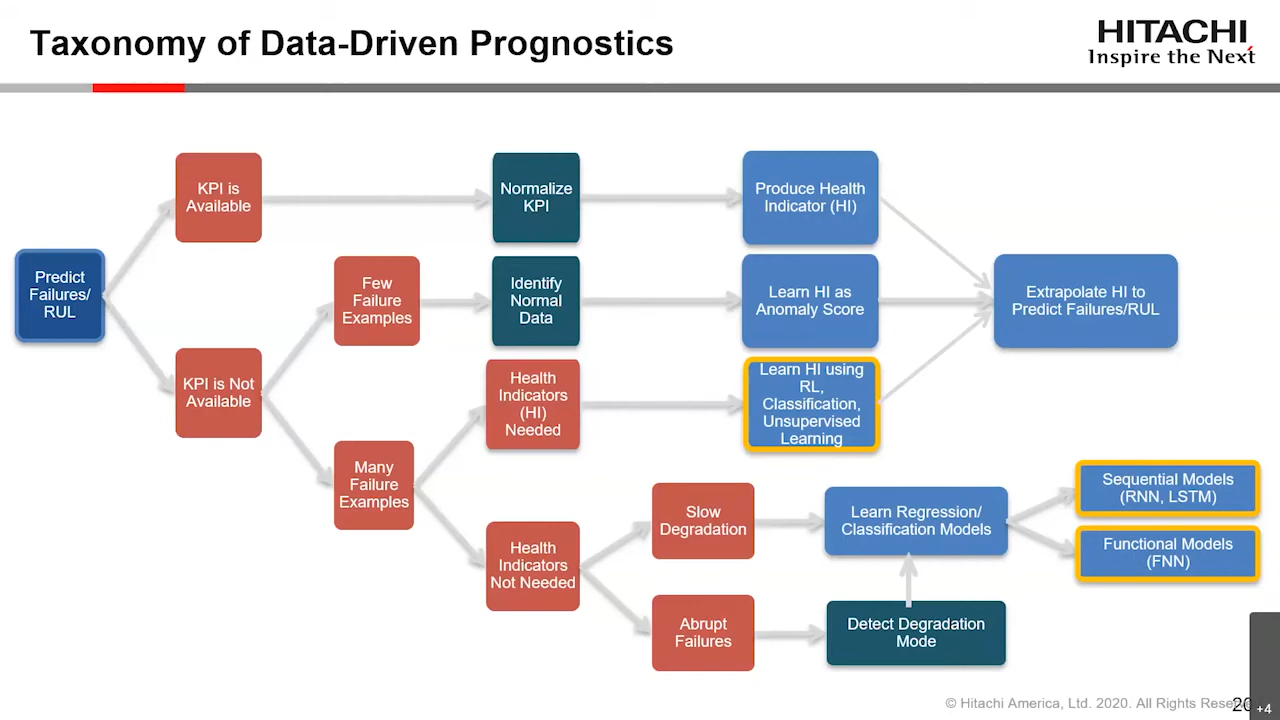 Taxonomy of Data-Driven Prognostics
HITACHI
Inspire the Next
KPI is
Available
Normalize
KPI
Produce Health
Indicator (HI)
Predict
Failures/
RUL
Few
Failure
Examples
Identify
Normal
Data
Learn HI as
Anomaly Score
Extrapolate HI to
Predict Failures/RUL
KPI is Not
Available
Health
Indicators
(HI)
Needed
Learn HI using
RL,
Classification,
Unsupervised
Learning
Many
Failure
Examples
Health
Indicators
Not Needed
Slow
Degradation
Learn Regression/
Classification Models
Sequential Models
(RNN, LSTM)
Functional Models
(FNN)
Abrupt
Failures
Detect Degradation
Mode
© Hitachi America, Ltd. 2020. All Rights
+4